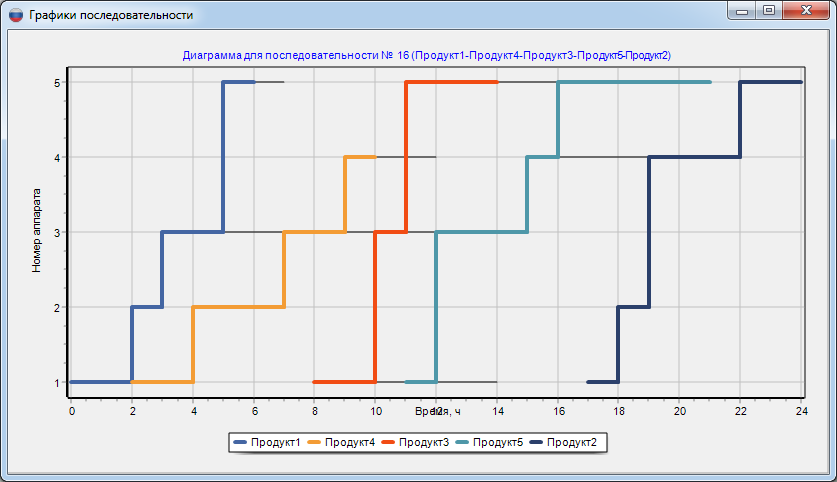 Графики последовательности
Диаграмма для последовательности № 16 (Продукт1-Продукт4-Продукт3-Продукт5-Продукт2)
5
4
3
2
1
Номер аппарата
0 2 4 6 8 10 12 14 16 18 20 22 24
Время, ч
Продукт1 Продукт4 Продукт3 Продукт5 Продукт2